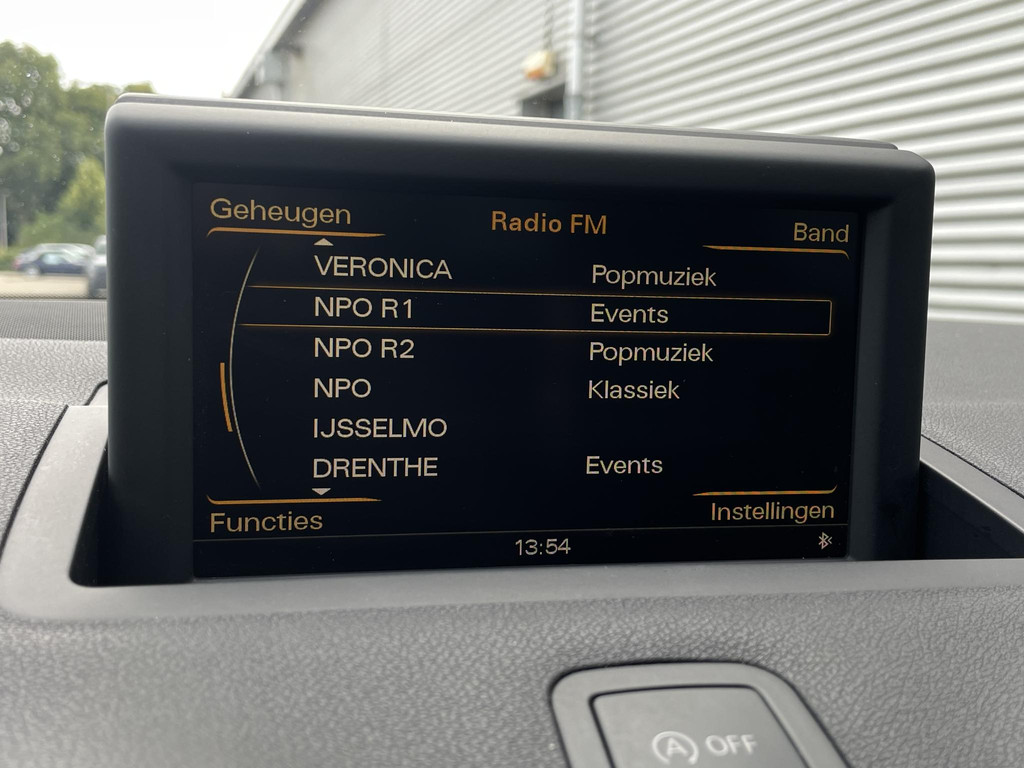 Geheugen Radio FM Band
VERONICA Popmuziek
NPO R1 Events
NPO R2 Popmuziek
NPO Klassiek
IJSSELMO
DRENTHE Events
Functies Instellingen
13:54
A OFF